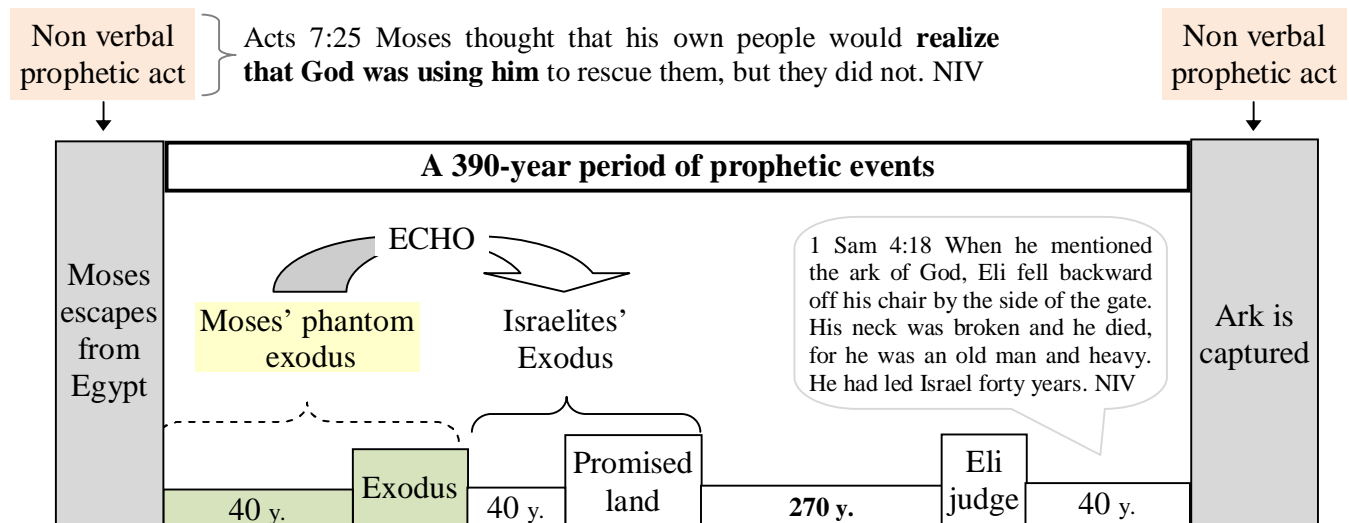 Non verbal
prophetic act
Acts 7:25 Moses thought that his own people would realize
that God was using him to rescue them, but they did not. NIV
Non verbal
prophetic act
A 390-year period of prophetic events
Moses
escapes
from
Egypt
ECHO
Moses’ phantom
exodus
Israelites’
Exodus
1 Sam 4:18 When he mentioned
the ark of God, Eli fell backward
off his chair by the side of the gate.
His neck was broken and he died,
for he was an old man and heavy.
He had led Israel forty years. NIV
Ark is
captured
40 y.
Exodus
40 y.
Promised
land
270 y.
Eli
judge
40 y.